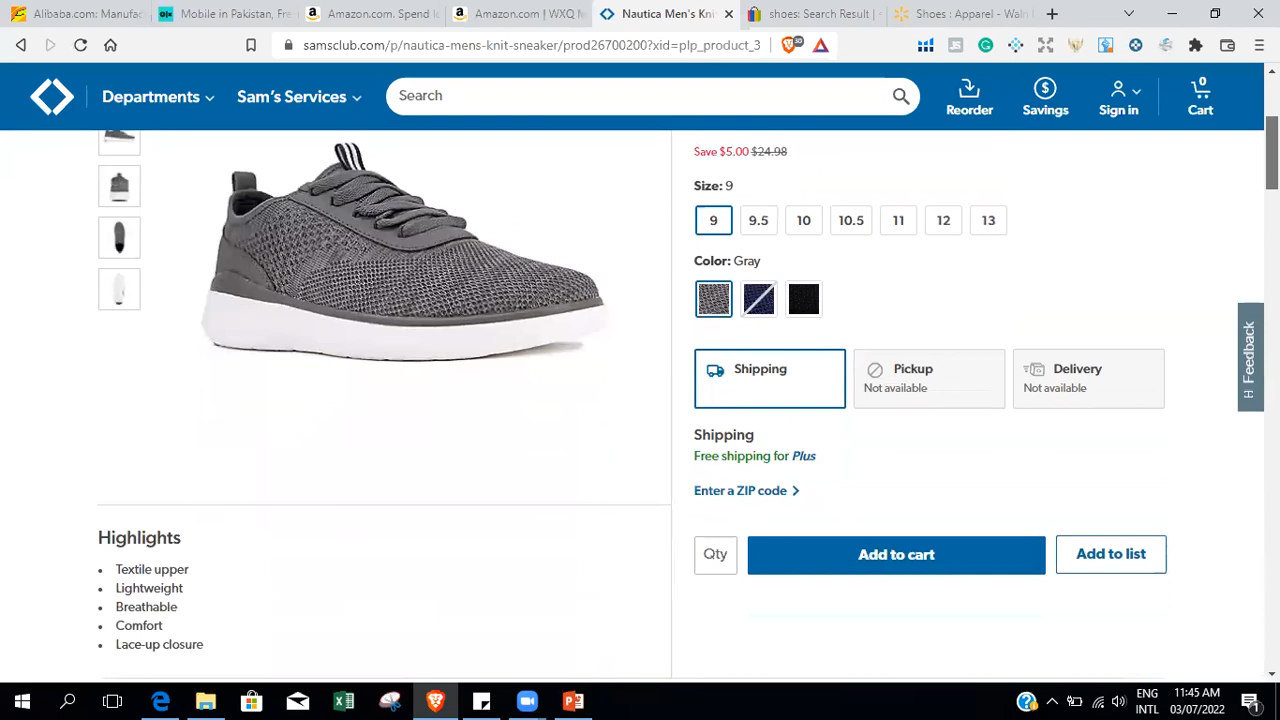 Alibaba.com: Manufac
Mobile in Pakistan, Fre
Amazon.com. Spend l
Amazon.com | WXQ M
Nautica Men's Kni
shoes: Search Result
Shoes : Apparel - Waln
samsclub.com/p/nautica-mens-knit-sneaker/prod26700200?xid=plp_product_3
Departments
Sam's Services
Search
Reorder
Savings
Sign in
0
Cart
Save $5.00 $24.98
Size: 9
9 9.5 10 10.5 11 12 13
Color: Gray
Shipping
Pickup
Not available
Delivery
Not available
Shipping
Free shipping for Plus
Enter a ZIP code
Qty
Add to cart
Add to list
Feedback
Highlights
Textile upper
Lightweight
Breathable
Comfort
Lace-up closure
ENG
INTL
11:45 AM
03/07/2022